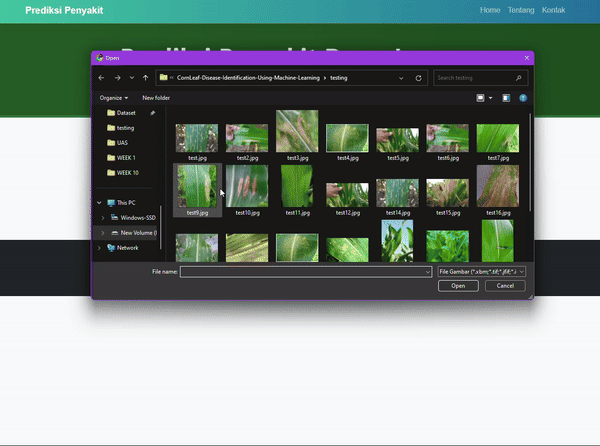 Prediksi Penyakit
Home Tentang Kontak
Open
CornLeaf-Disease-Identification-Using-Machine-Learning > testing
Search testing
Organize
New folder
Dataset
testing
UAS
WEEK 1
WEEK 10
This PC
Windows-SSD
New Volume (
Network
test.jpg test2.jpg test3.jpg test4.jpg test5.jpg test6.jpg test7.jpg
test9.jpg test10.jpg test11.jpg test12.jpg test14.jpg test15.jpg test16.jpg
File name:
File Gambar (*.xbm;*.tif;*.jfif;*.i
Open
Cancel